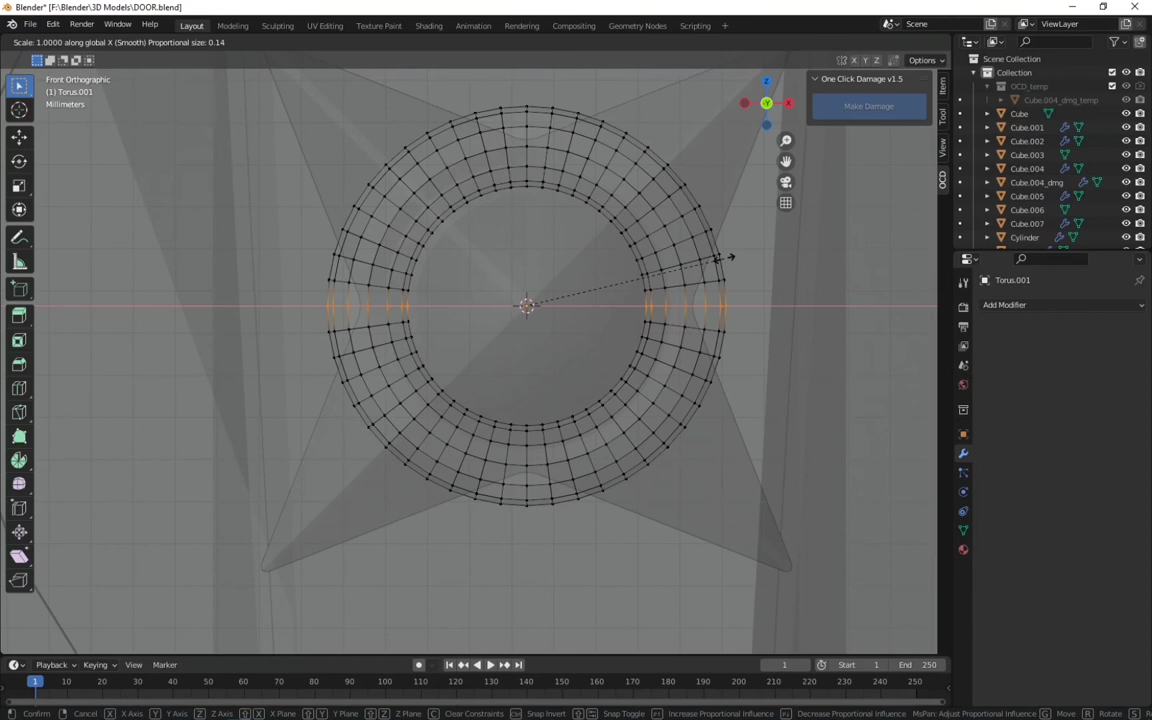 Blender* [F:\Blender\3D Models\DOOR.blend]
File Edit Render Window Help Layout Modeling Sculpting UV Editing Texture Paint Shading Animation Rendering Compositing Geometry Nodes Scripting + Scene ViewLayer
Scale: 1.0000 along global X (Smooth) Proportional size: 0.14
X Y Z Options
Front Orthographic
(1) Torus.001
Millimeters
One Click Damage v1.5
Make Damage
Z
X
-Y
Item
Tool
View
OCD
Scene Collection
Collection
OCD_temp
Cube.004_dmg_temp
Cube
Cube.001
Cube.002
Cube.003
Cube.004
Cube.004_dmg
Cube.005
Cube.006
Cube.007
Cylinder
Torus.001
Add Modifier
Playback Keying View Marker 1 Start 1 End 250
1 10 20 30 40 50 60 70 80 90 100 110 120 130 140 150 160 170 180 190 200 210 220 230 240 250
Confirm Cancel X X Axis Y Y Axis Z Z Axis X X Plane Y Y Plane Z Z Plane C Clear Constraints Snap Invert Snap Toggle Increase Proportional Influence Decrease Proportional Influence MsPan: Adjust Proportional Influence G Move R Rotate S